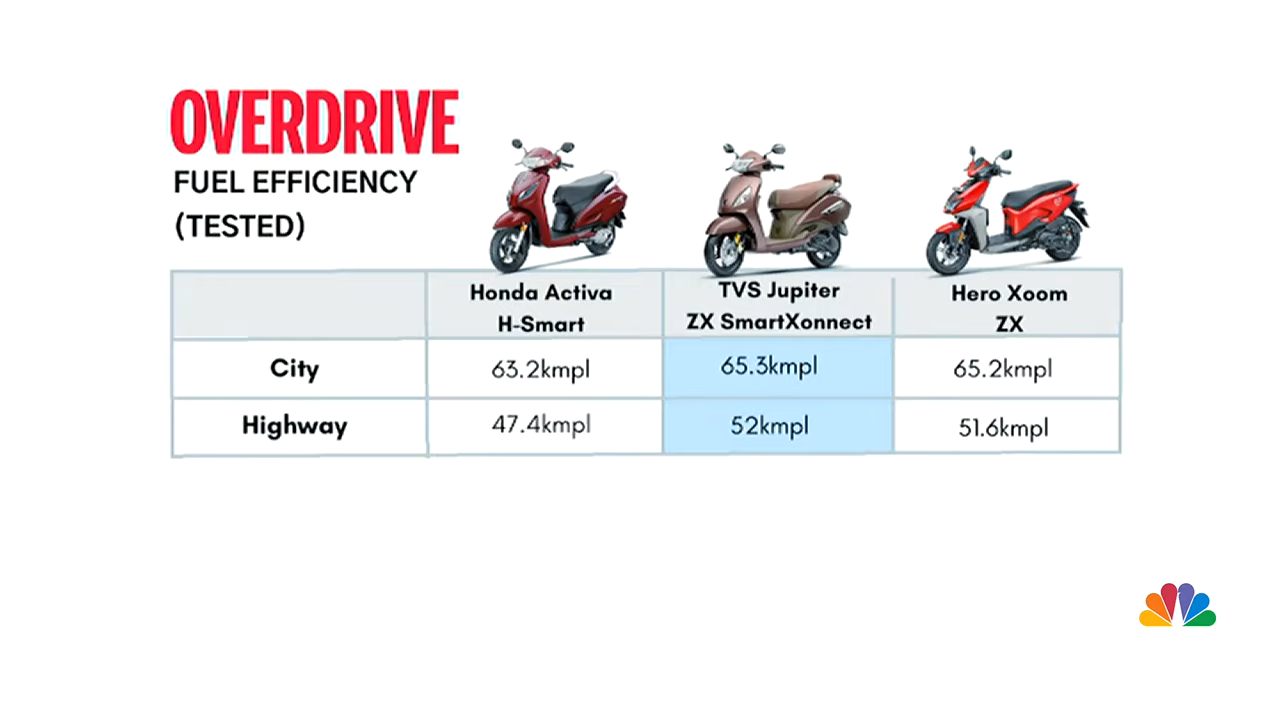 OVERDRIVE
FUEL EFFICIENCY
(TESTED)
Honda Activa
H-Smart
TVS Jupiter
ZX SmartXonnect
Hero Xoom
ZX
City
63.2kmpl
65.3kmpl
65.2kmpl
Highway
47.4kmpl
52kmpl
51.6kmpl